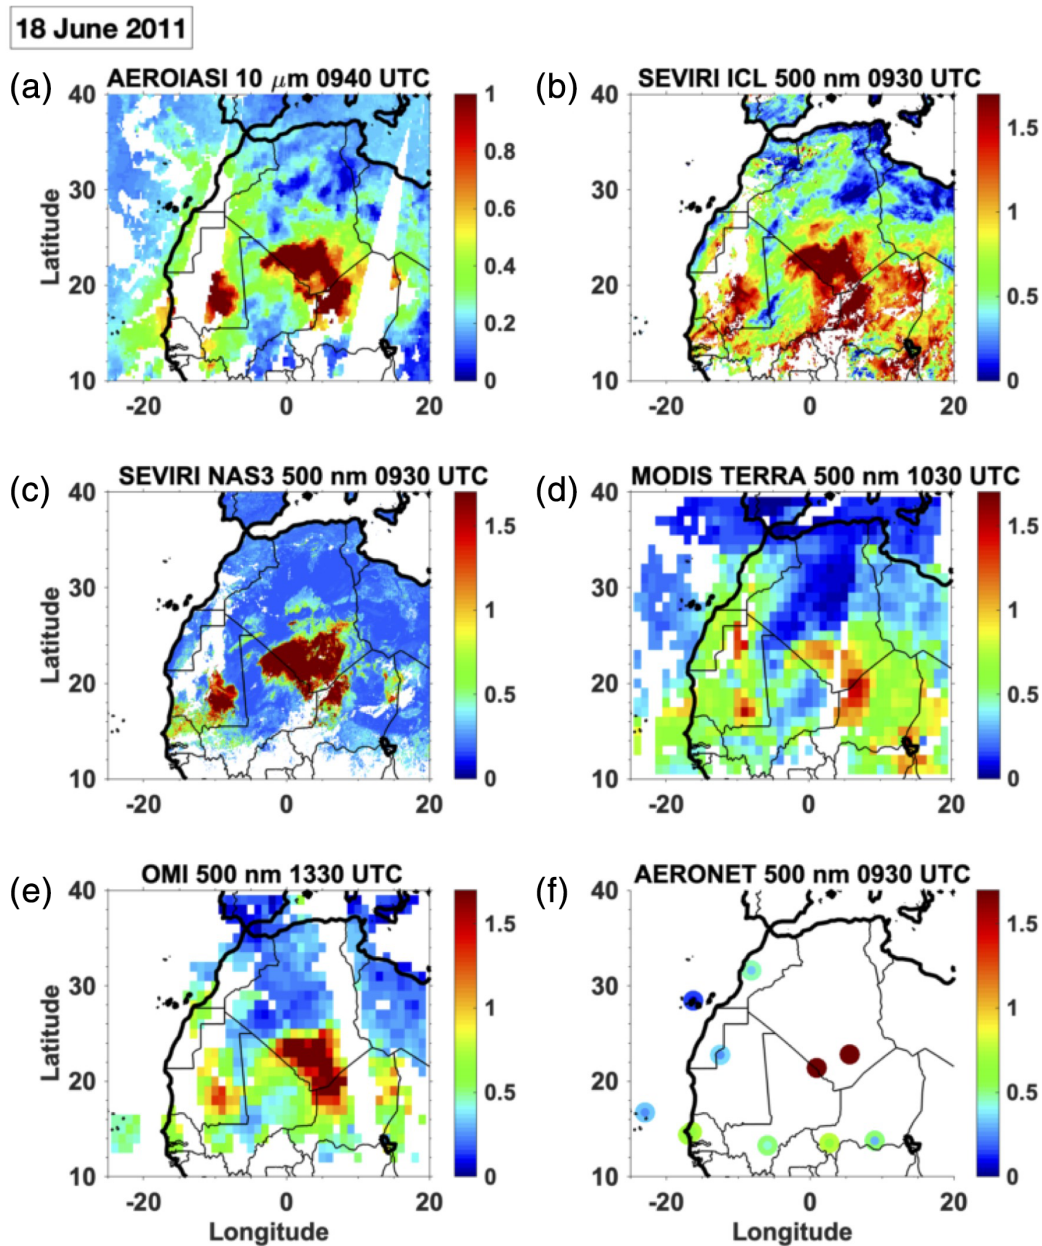 18 June 2011
(a) AEROIASI 10 μm 0940 UTC
(b) SEVIRI ICL 500 nm 0930 UTC
40
30
20
10
Latitude
-20 0 20
1
0.8
0.6
0.4
0.2
0
40
30
20
10
-20 0 20
1.5
1
0.5
0
(c) SEVIRI NAS3 500 nm 0930 UTC
(d) MODIS TERRA 500 nm 1030 UTC
40
30
20
10
Latitude
-20 0 20
1.5
1
0.5
0
40
30
20
10
-20 0 20
1.5
1
0.5
0
(e) OMI 500 nm 1330 UTC
(f) AERONET 500 nm 0930 UTC
40
30
20
10
Latitude
-20 0 20
Longitude
1.5
1
0.5
0
40
30
20
10
-20 0 20
Longitude
1.5
1
0.5
0